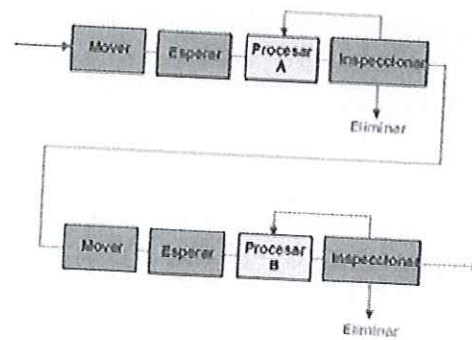 Mover
Esperar
Procesar
A
Inspeccionar
Eliminar
Mover
Esperar
Procesar
B
Inspeccionar
Eliminar